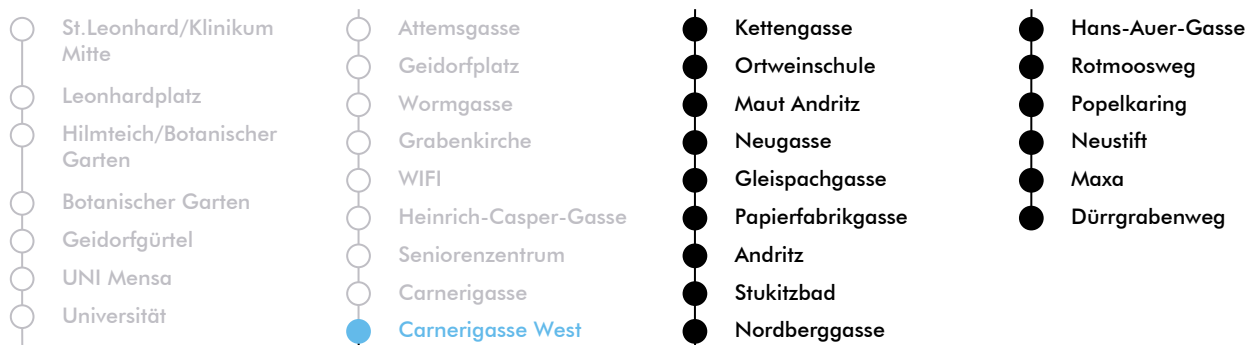 St.Leonhard/Klinikum
Mitte
Leonhardplatz
Hilmteich/Botanischer
Garten
Botanischer Garten
Geidorfgürtel
UNI Mensa
Universität
Attemsgasse
Geidorfplatz
Wormgasse
Grabenkirche
WIFI
Heinrich-Casper-Gasse
Seniorenzentrum
Carnerigasse
Carnerigasse West
Kettengasse
Ortweinschule
Maut Andritz
Neugasse
Gleispachgasse
Papierfabrikgasse
Andritz
Stukitzbad
Nordberggasse
Hans-Auer-Gasse
Rotmoosweg
Popelkaring
Neustift
Maxa
Dürrgrabenweg